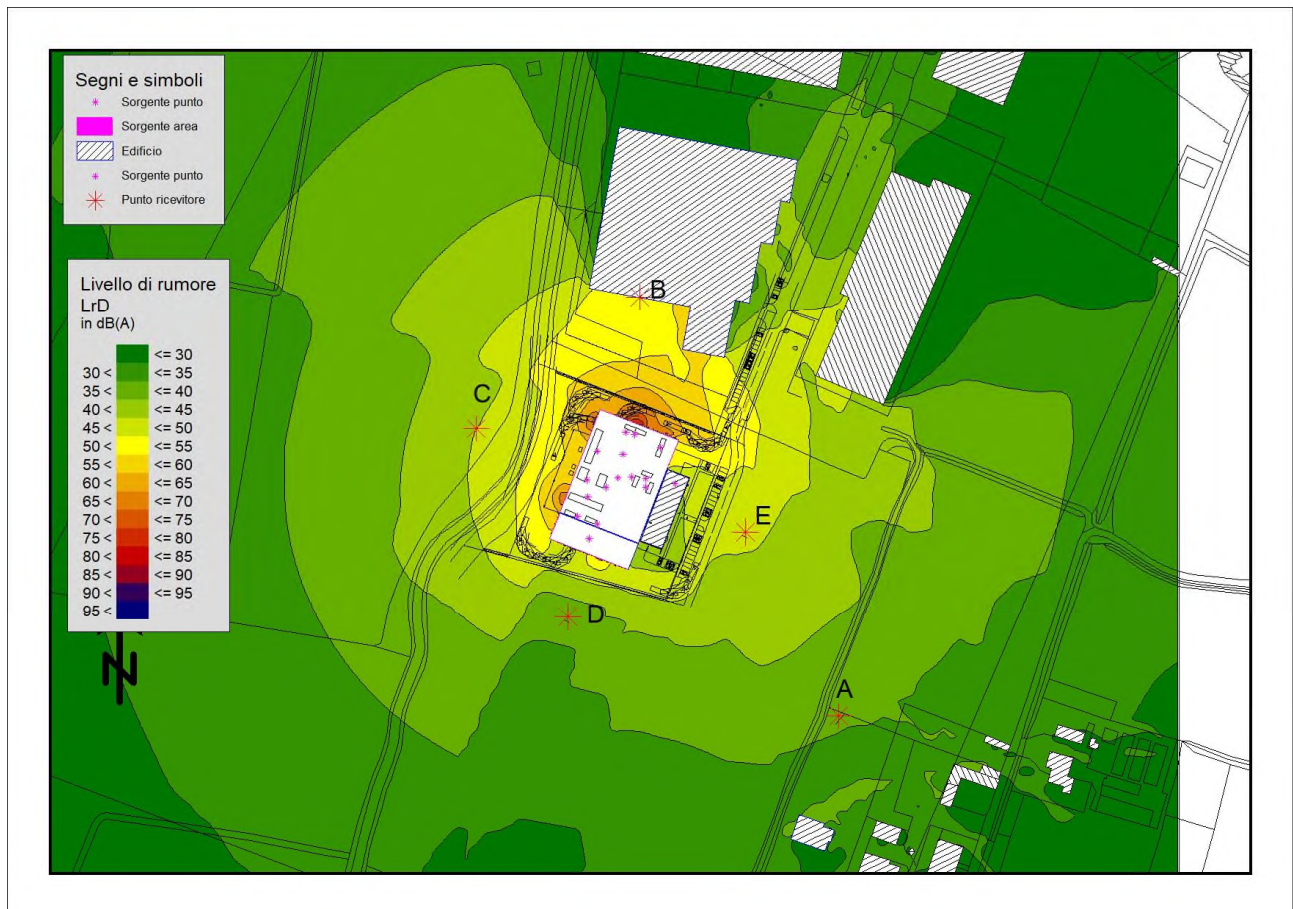 Segni e simboli
Sorgente punto
Sorgente area
Edificio
Sorgente punto
Punto ricevitore
Livello di rumore
LrD
in dB(A)
<= 30
30 < <= 35
35 < <= 40
40 < <= 45
45 < <= 50
50 < <= 55
55 < <= 60
60 < <= 65
65 < <= 70
70 < <= 75
75 < <= 80
80 < <= 85
85 < <= 90
90 < <= 95
95 <
B
C
E
D
A
N